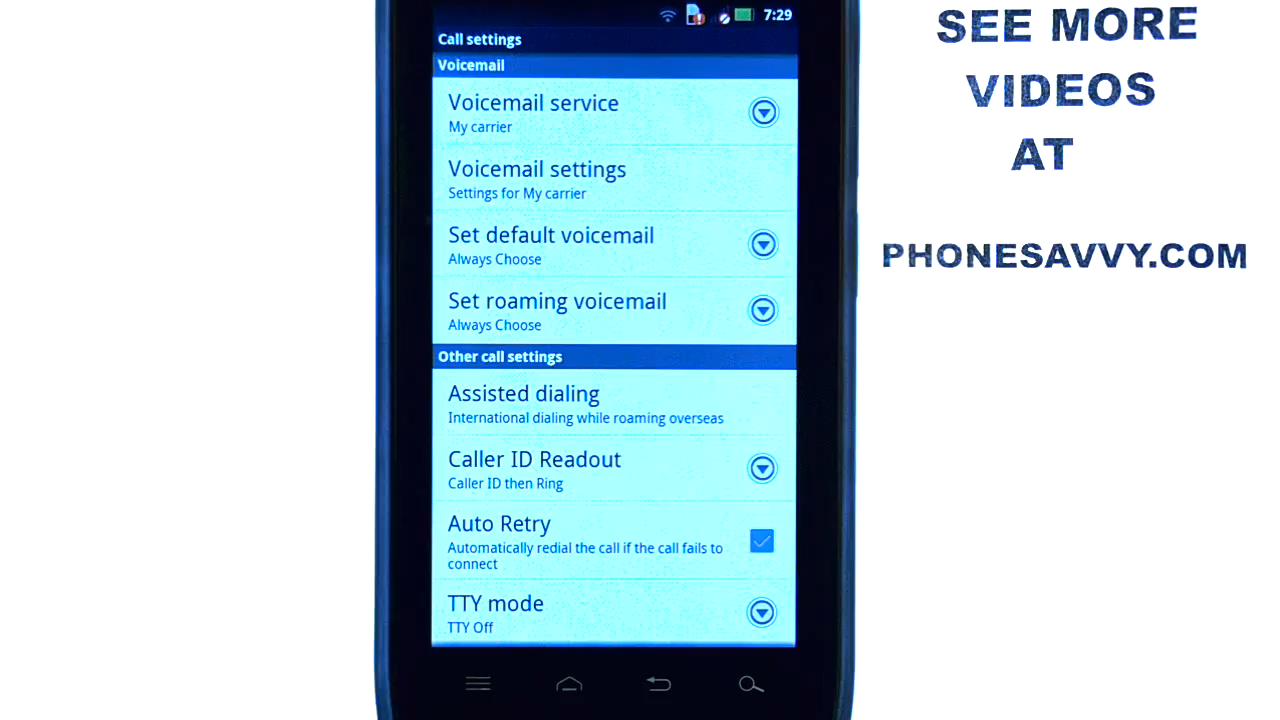 7:29
Call settings
Voicemail
Voicemail service
My carrier
Voicemail settings
Settings for My carrier
Set default voicemail
Always Choose
Set roaming voicemail
Always Choose
Other call settings
Assisted dialing
International dialing while roaming overseas
Caller ID Readout
Caller ID then Ring
Auto Retry
Automatically redial the call if the call fails to
connect
TTY mode
TTY Off
SEE MORE
VIDEOS
AT
PHONESAVVY.COM